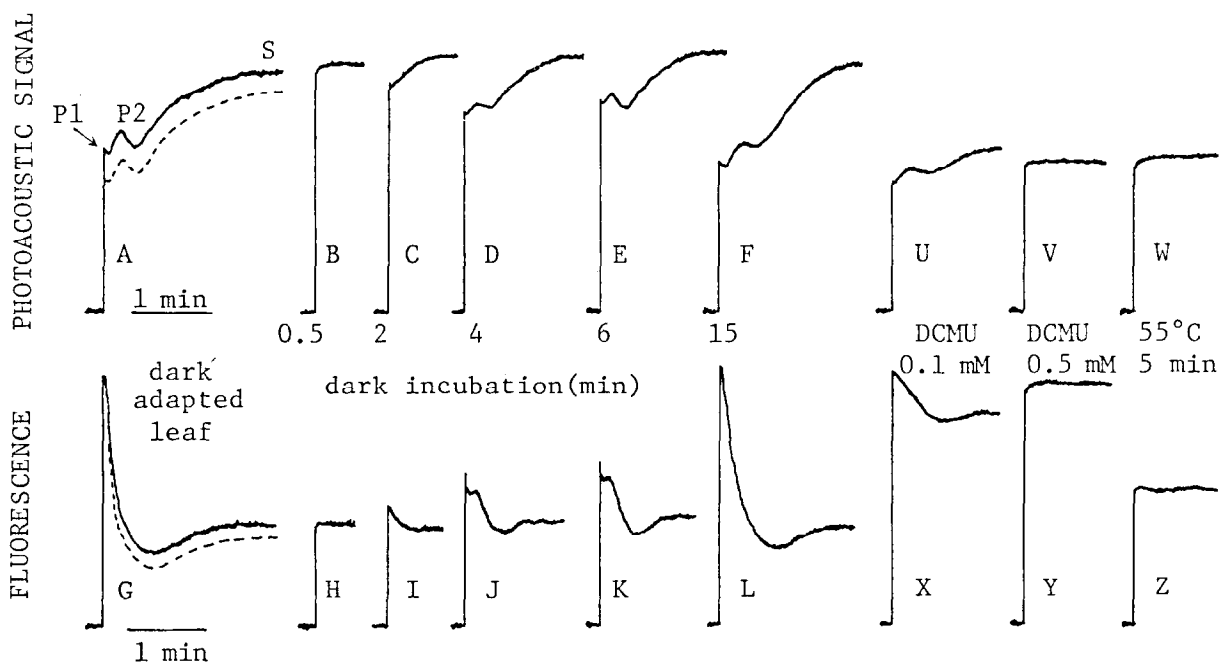 PHOTOACOUSTIC SIGNAL
P1
P2
S
A
B
C
D
E
F
U
V
W
1 min
0.5
2
4
6
15
DCMU
0.1 mM
DCMU
0.5 mM
55°C
5 min
dark incubation(min)
FLUORESCENCE
dark
adapted
leaf
G
H
I
J
K
L
X
Y
Z
1 min